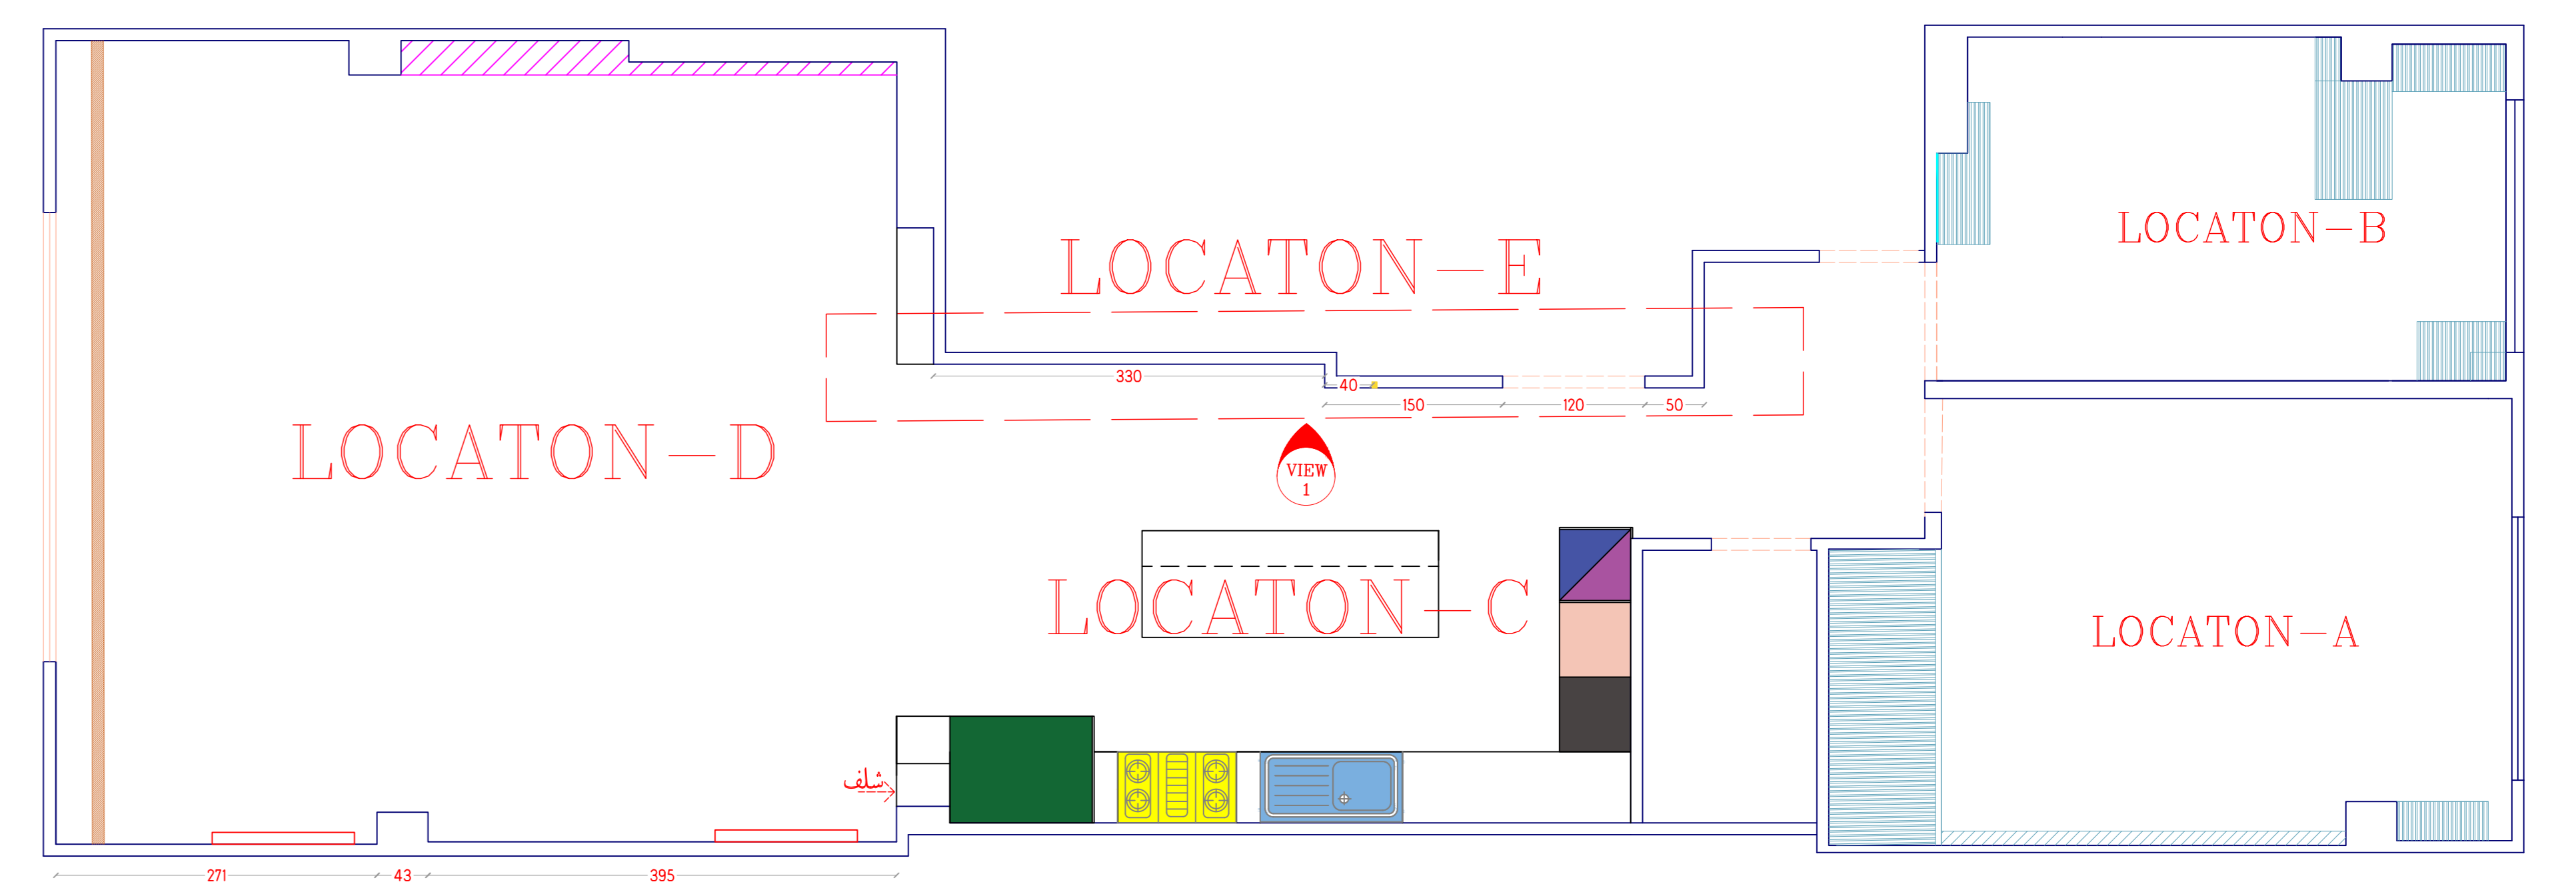 LOCATON-B
LOCATON-E
330
40
150
120
50
LOCATON-D
VIEW
1
LOCATON-C
LOCATON-A
شلف
271
43
395